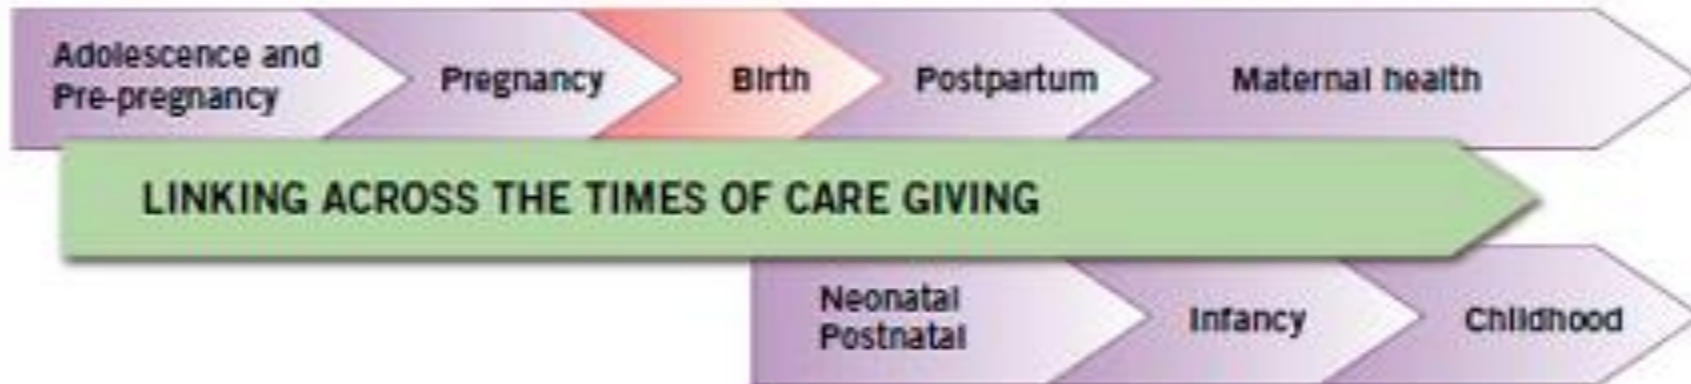 Adolescence and
Pre-pregnancy
Pregnancy
Birth
Postpartum
Maternal health
LINKING ACROSS THE TIMES OF CARE GIVING
Neonatal
Postnatal
Infancy
Childhood